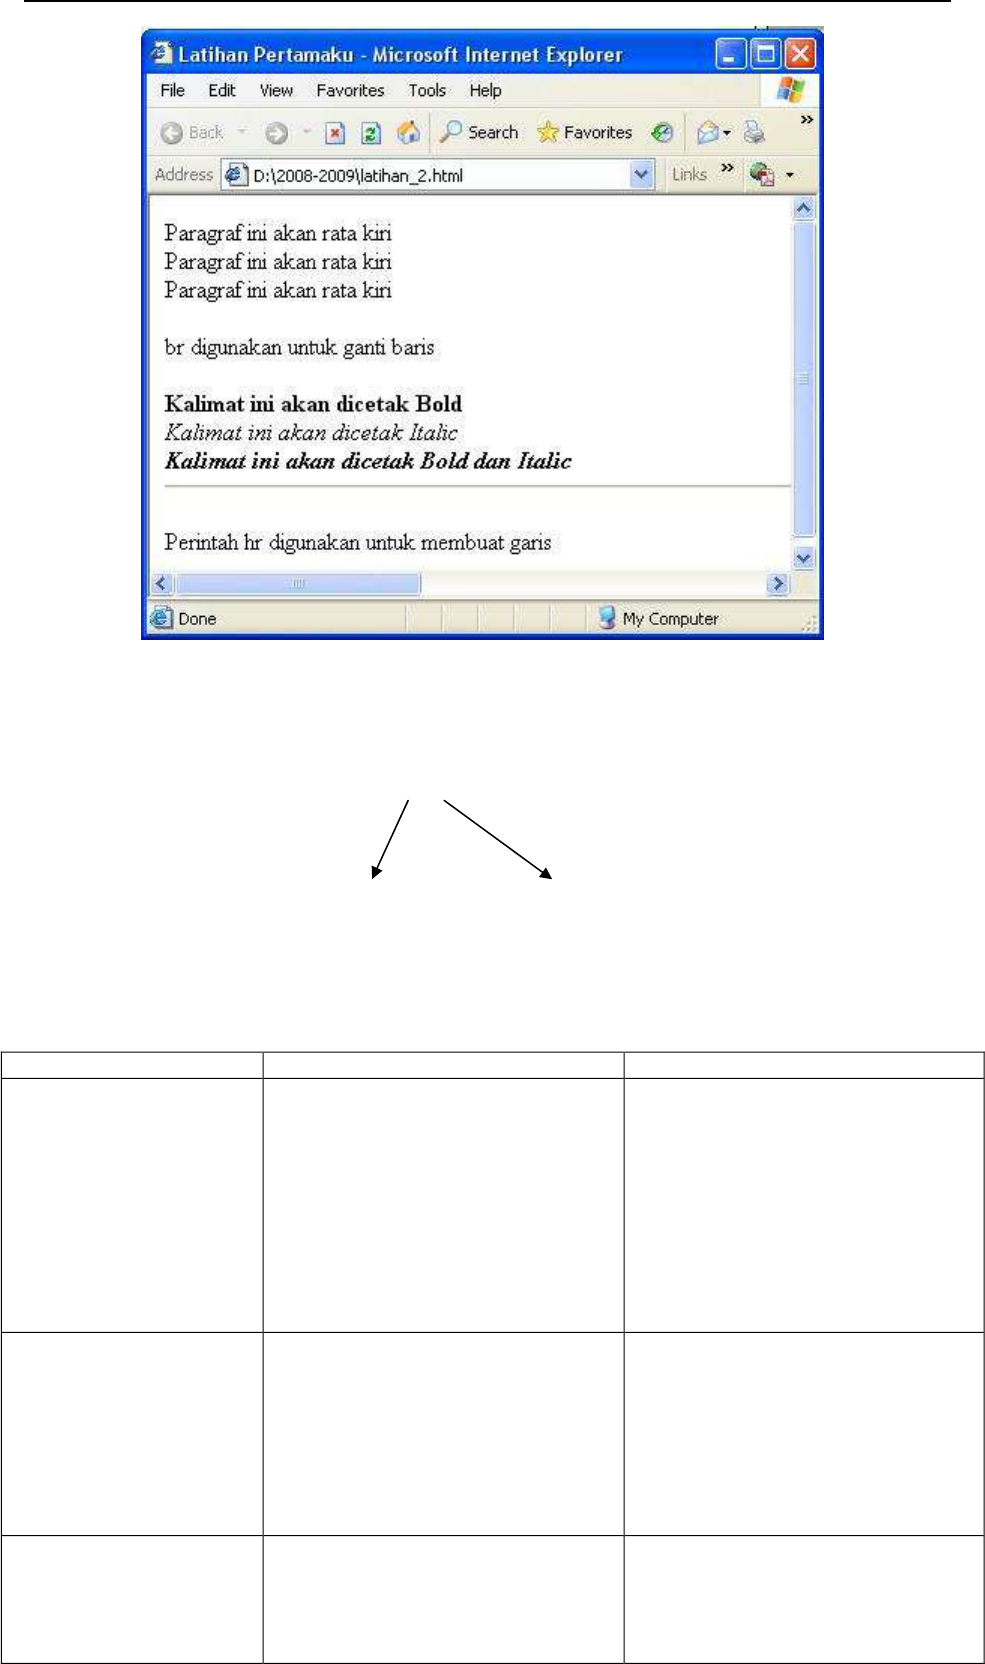 Latihan Pertamaku - Microsoft Internet Explorer
File Edit View Favorites Tools Help
Back Search Favorites »
Address D:\2008-2009\latihan_2.html Links »
Paragraf ini akan rata kiri
Paragraf ini akan rata kiri
Paragraf ini akan rata kiri
br digunakan untuk ganti baris
Kalimat ini akan dicetak Bold
Kalimat ini akan dicetak Italic
Kalimat ini akan dicetak Bold dan Italic
Perintah hr digunakan untuk membuat garis
Done My Computer